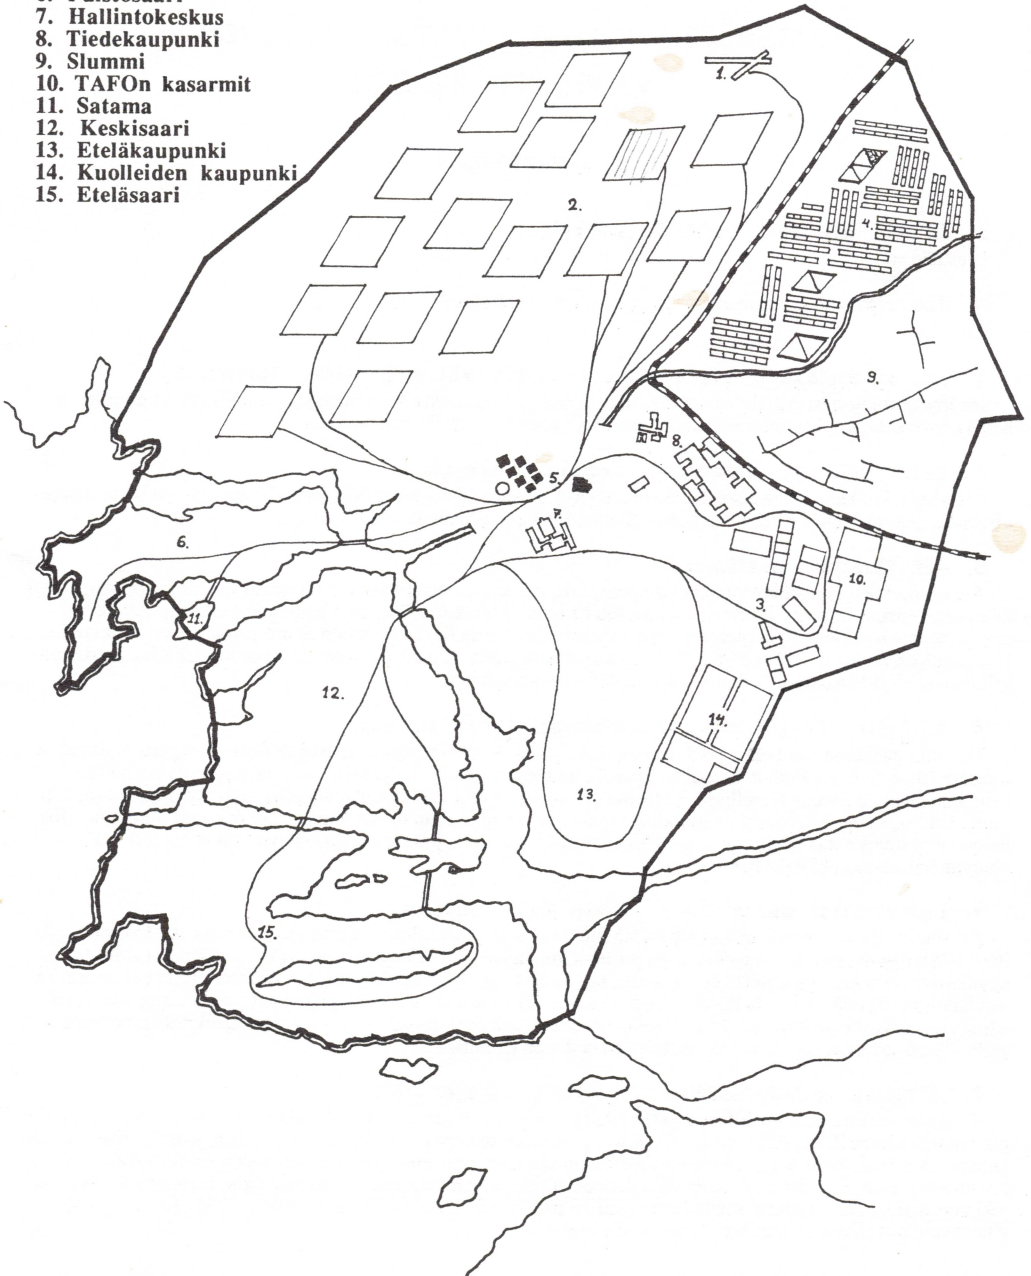 7. Hallintokeskus
8. Tiedekaupunki
9. Slummi
10. TAFOn kasarmit
11. Satama
12. Keskisaari
13. Eteläkaupunki
14. Kuolleiden kaupunki
15. Eteläsaari
1.
2.
4.
9.
8.
5.
7.
6.
10.
3.
11.
12.
14.
13.
15.